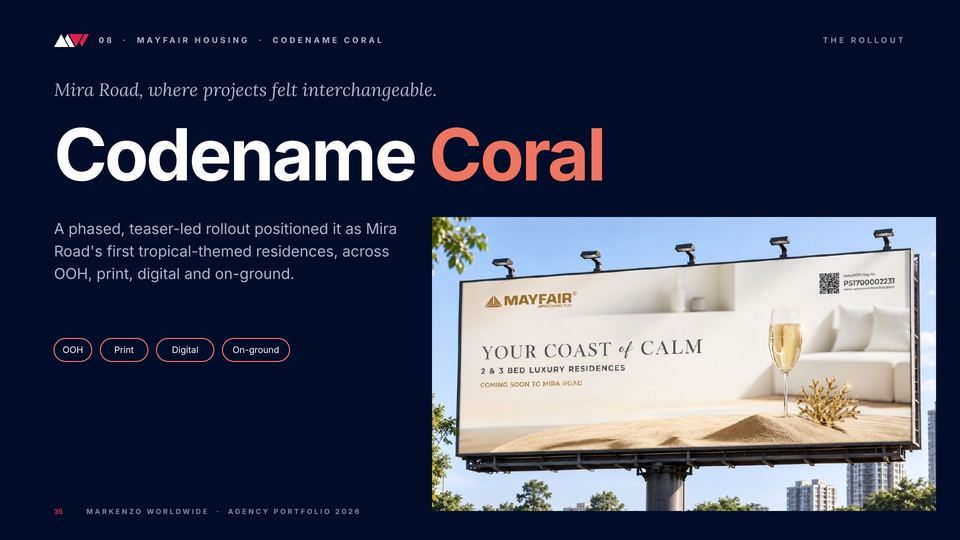 08 · MAYFAIR HOUSING · CODENAME CORAL
THE ROLLOUT
Mira Road, where projects felt interchangeable.
Codename Coral
A phased, teaser-led rollout positioned it as Mira
Road's first tropical-themed residences, across
OOH, print, digital and on-ground.
OOH
Print
Digital
On-ground
MAYFAIR®
P51700002231
YOUR COAST of CALM
2 & 3 BED LUXURY RESIDENCES
COMING SOON TO MIRA ROAD
35
MARKENZO WORLDWIDE · AGENCY PORTFOLIO 2026